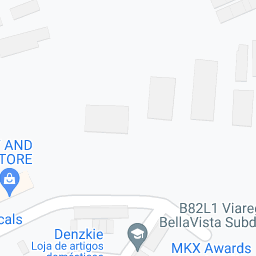 AND
TORE
B82L1 Viare
BellaVista Subd
Denzkie
Loja de artigos
domésticos
cals
MKX Awards